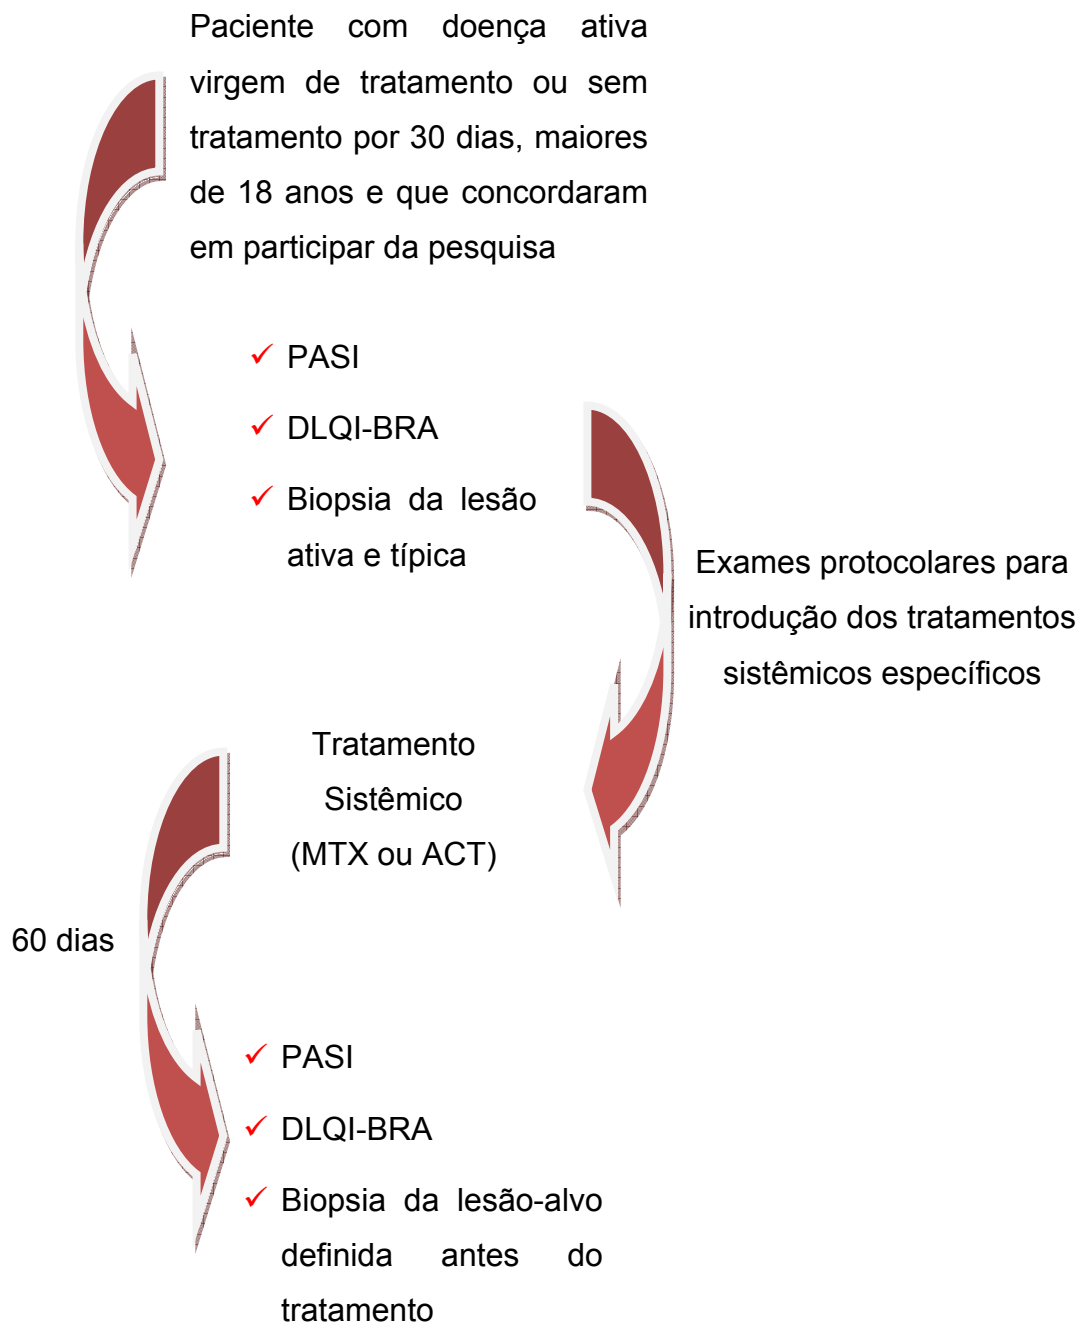 Paciente com doença ativa
virgem de tratamento ou sem
tratamento por 30 dias, maiores
de 18 anos e que concordaram
em participar da pesquisa
✓ PASI
✓ DLQI-BRA
✓ Biopsia da lesão
ativa e típica
Exames protocolares para
introdução dos tratamentos
sistêmicos específicos
Tratamento
Sistêmico
(MTX ou ACT)
60 dias
✓ PASI
✓ DLQI-BRA
✓ Biopsia da lesão-alvo
definida antes do
tratamento